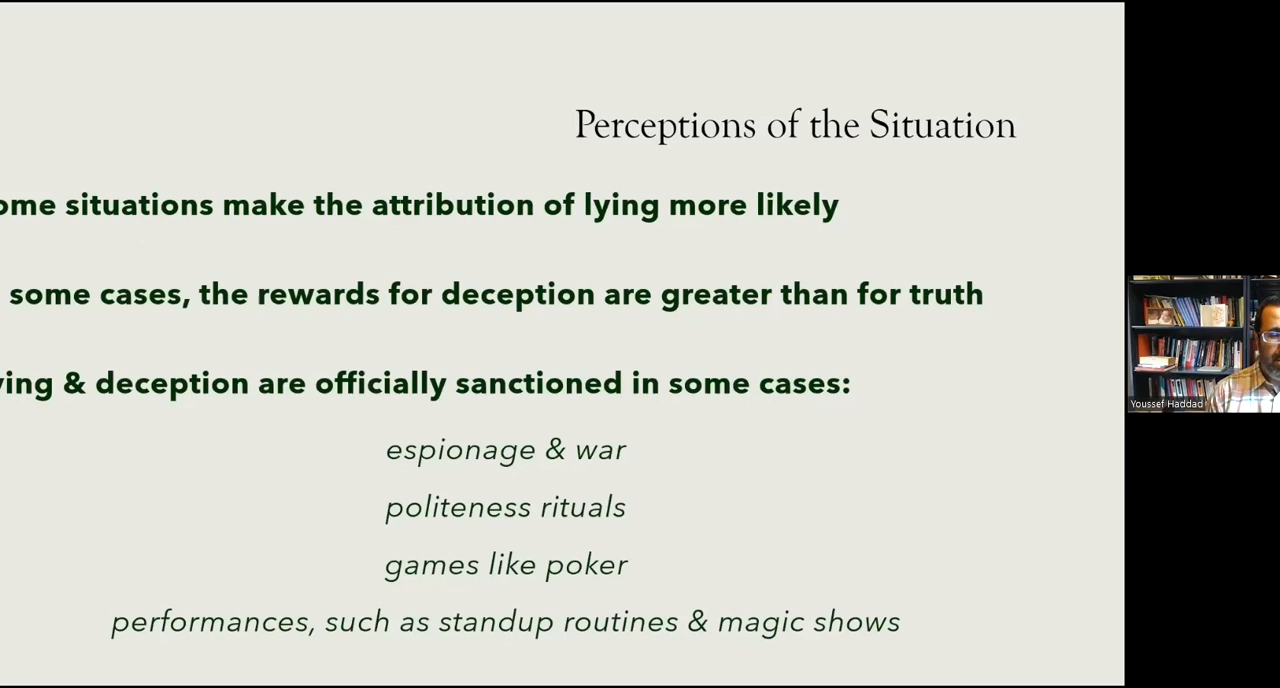 Perceptions of the Situation
ome situations make the attribution of lying more likely
some cases, the rewards for deception are greater than for truth
ying & deception are officially sanctioned in some cases:
espionage & war
politeness rituals
games like poker
performances, such as standup routines & magic shows
Youssef Haddad